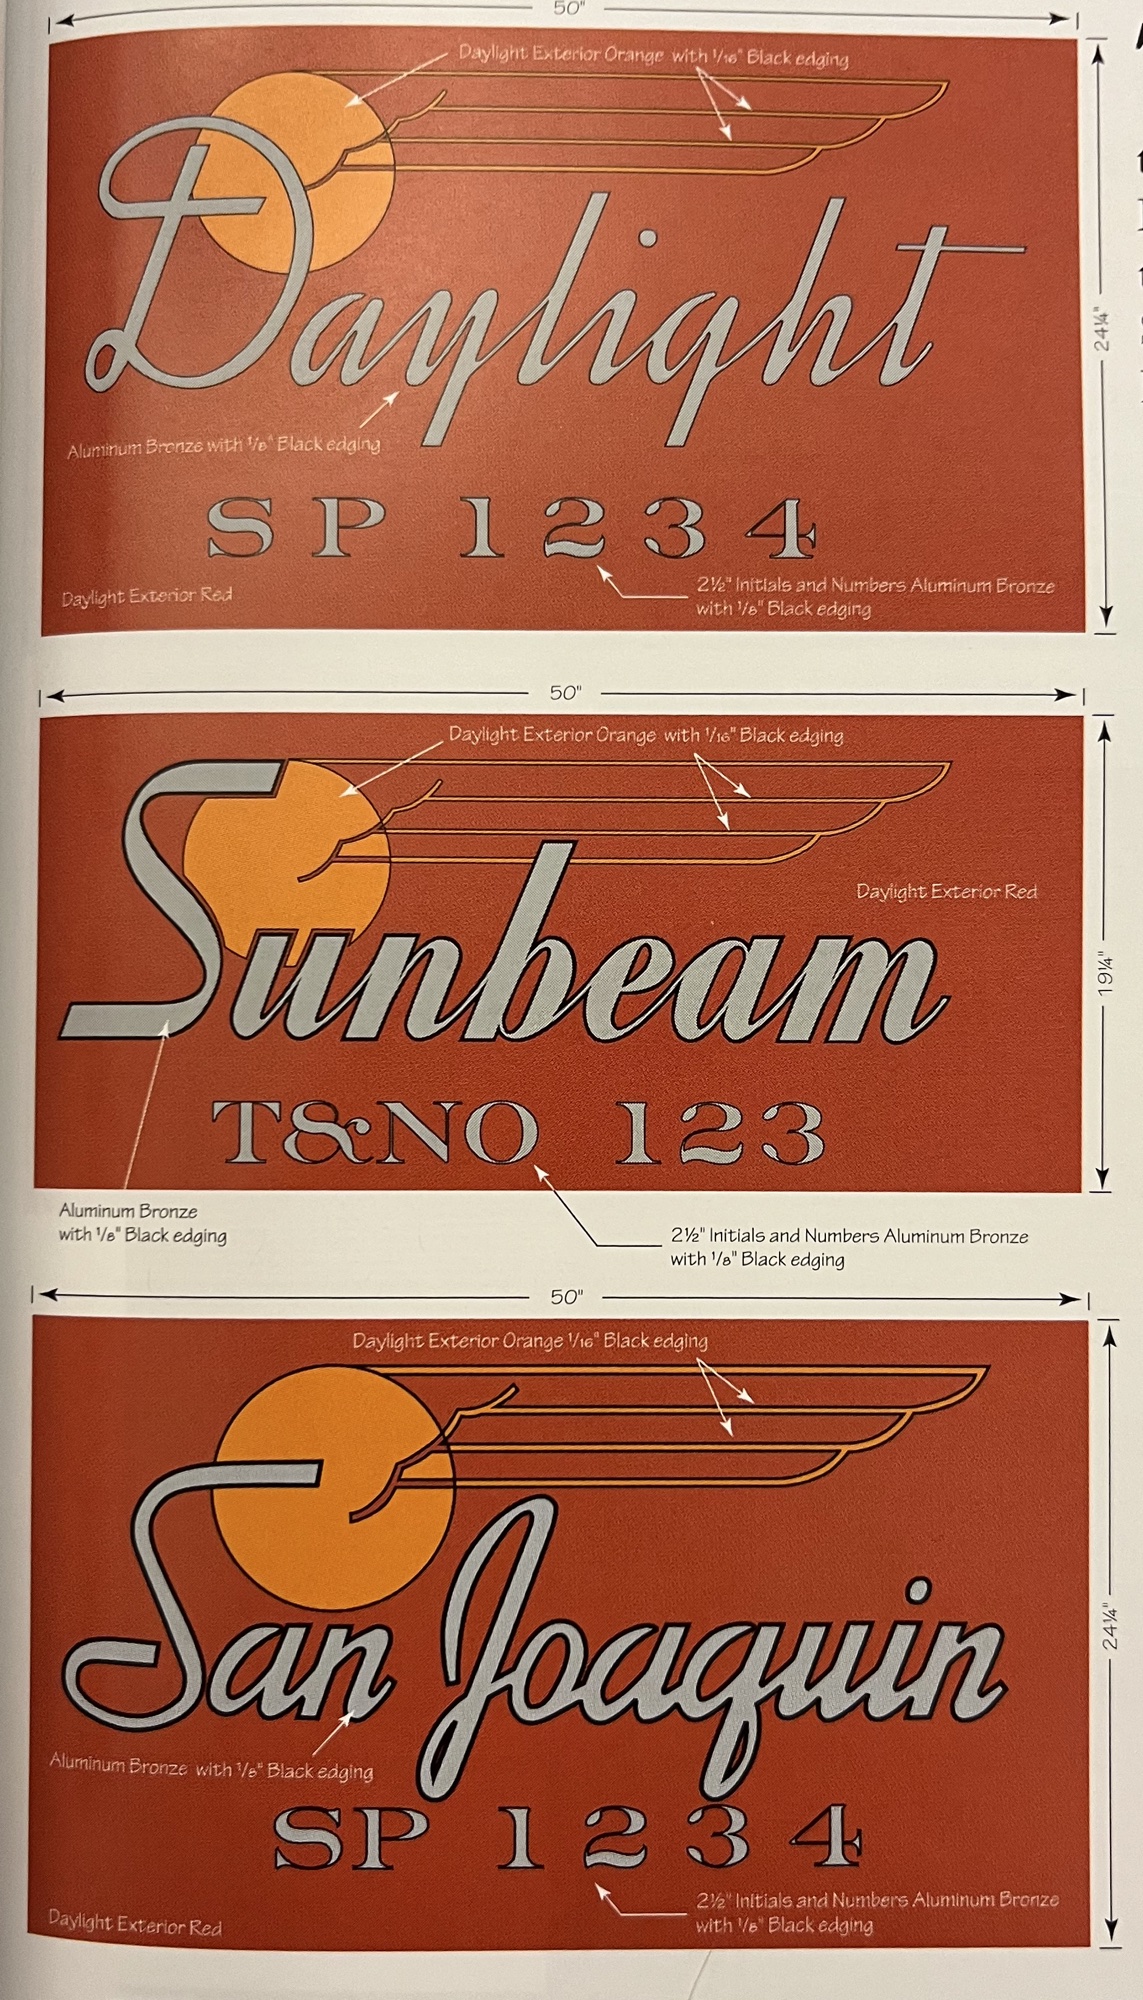 50"
Daylight Exterior Orange with 1/16" Black edging
Daylight
24¼"
Aluminum Bronze with 1/8" Black edging
SP 1234
Daylight Exterior Red
2½" Initials and Numbers Aluminum Bronze
with 1/8" Black edging
50"
Daylight Exterior Orange with 1/16" Black edging
Daylight Exterior Red
Sunbeam
19¼"
T&NO 123
Aluminum Bronze
with 1/8" Black edging
2½" Initials and Numbers Aluminum Bronze
with 1/8" Black edging
50"
Daylight Exterior Orange 1/16" Black edging
San Joaquin
24¼"
Aluminum Bronze with 1/8" Black edging
SP 1234
2½" Initials and Numbers Aluminum Bronze
with 1/8" Black edging
Daylight Exterior Red